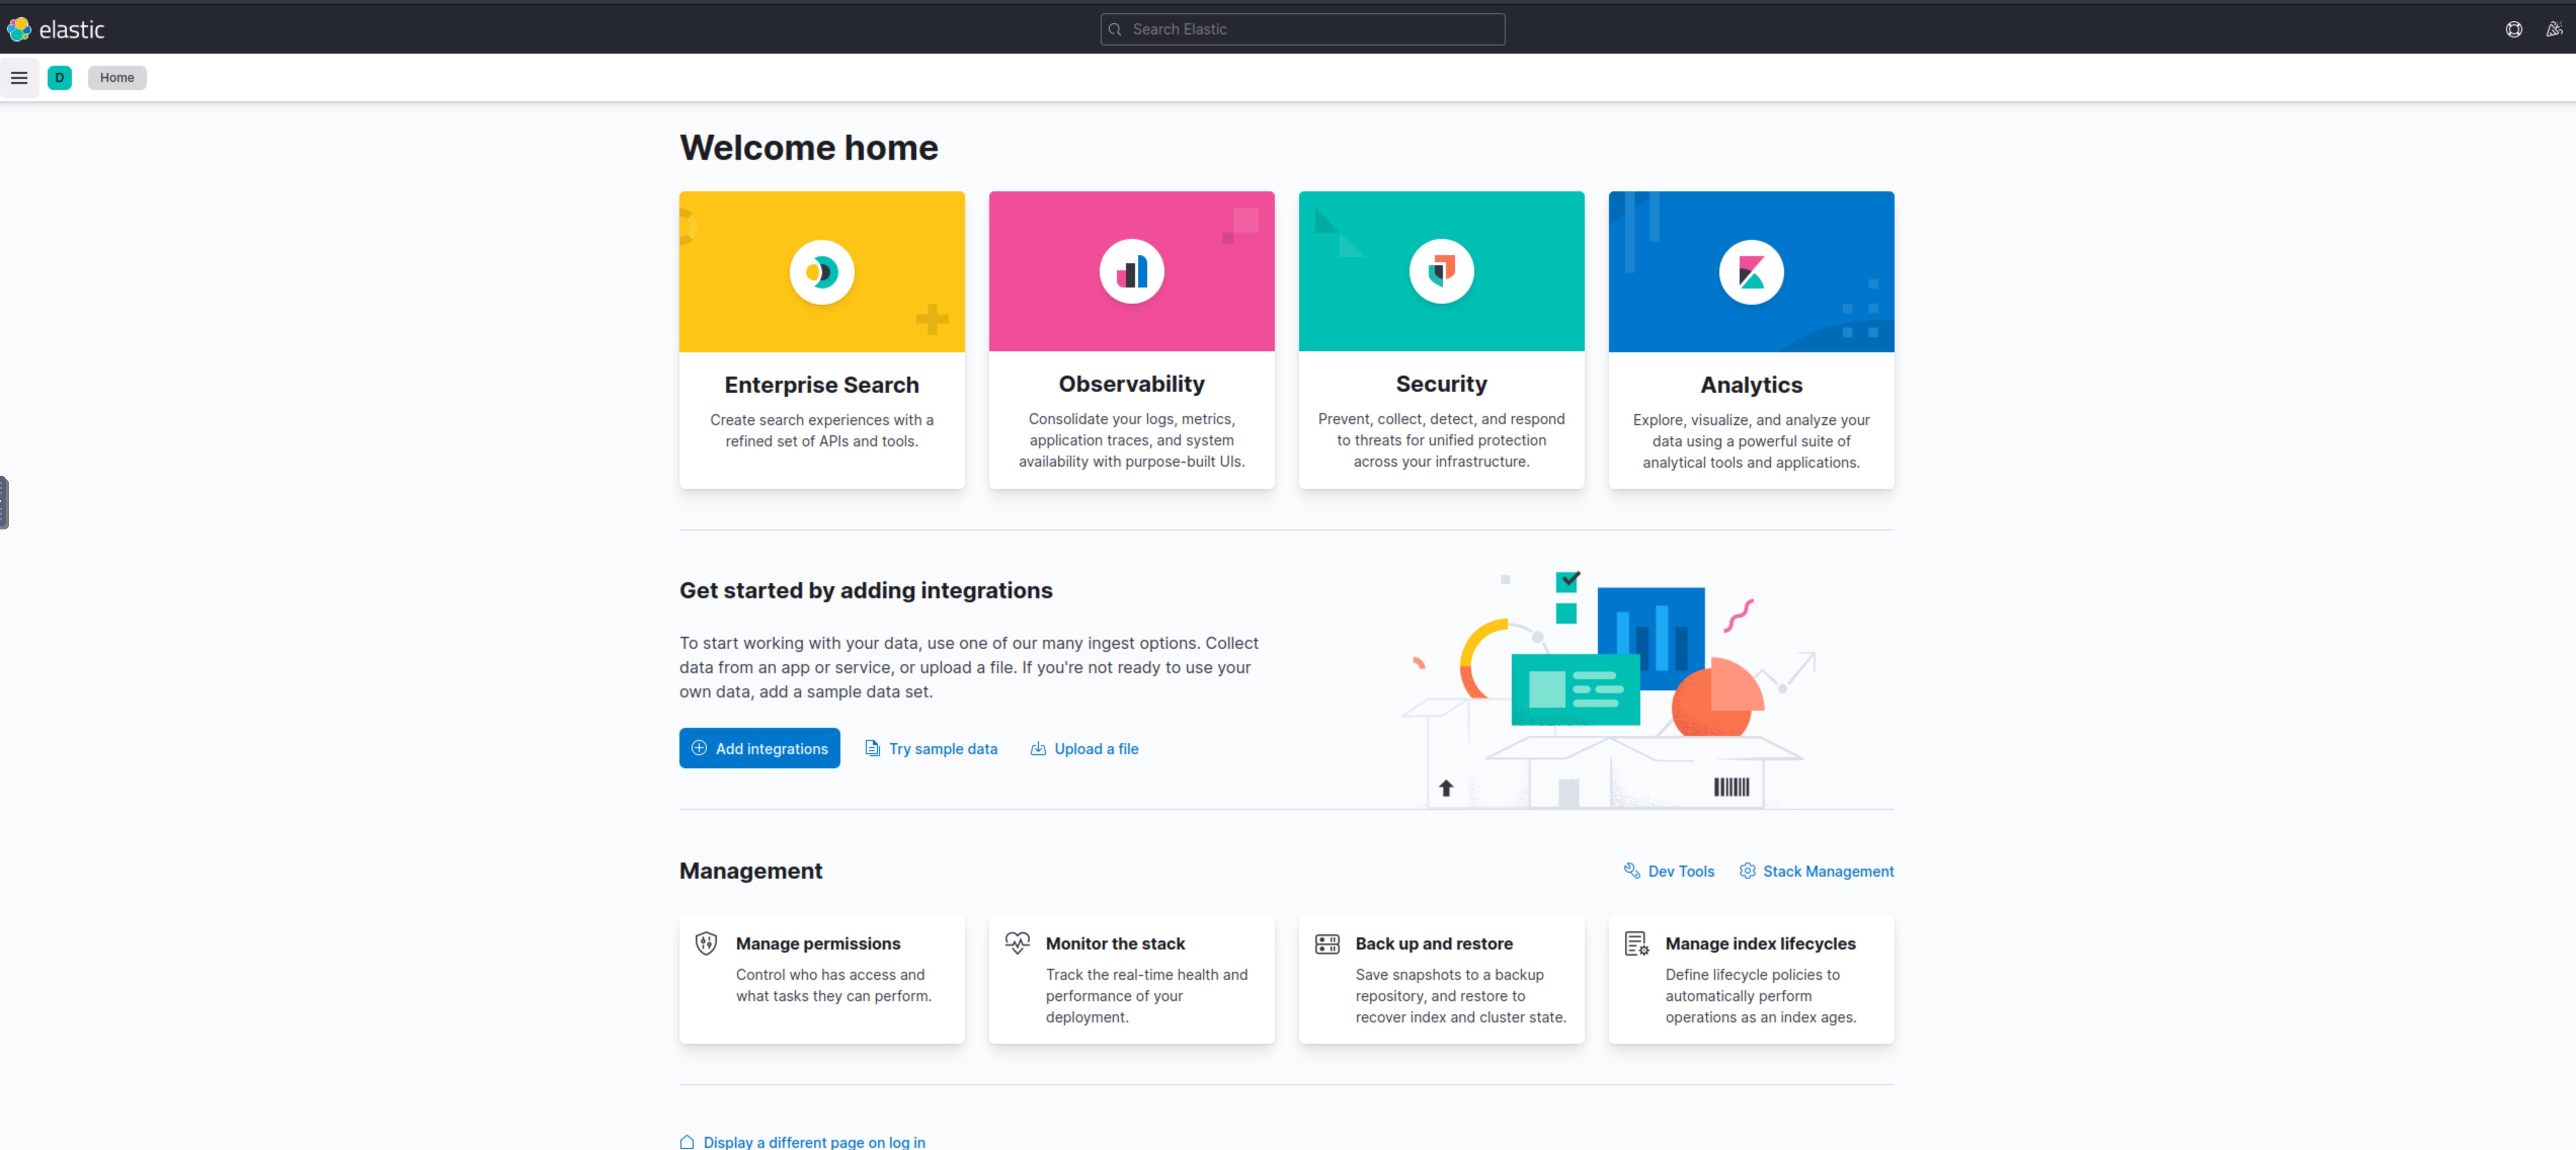 elastic
Search Elastic
D
Home
Welcome home
Enterprise Search
Create search experiences with a
refined set of APIs and tools.
Observability
Consolidate your logs, metrics,
application traces, and system
availability with purpose-built UIs.
Security
Prevent, collect, detect, and respond
to threats for unified protection
across your infrastructure.
Analytics
Explore, visualize, and analyze your
data using a powerful suite of
analytical tools and applications.
Get started by adding integrations
To start working with your data, use one of our many ingest options. Collect
data from an app or service, or upload a file. If you're not ready to use your
own data, add a sample data set.
Add integrations
Try sample data
Upload a file
Management
Dev Tools
Stack Management
Manage permissions
Control who has access and
what tasks they can perform.
Monitor the stack
Track the real-time health and
performance of your
deployment.
Back up and restore
Save snapshots to a backup
repository, and restore to
recover index and cluster state.
Manage index lifecycles
Define lifecycle policies to
automatically perform
operations as an index ages.
Display a different page on log in